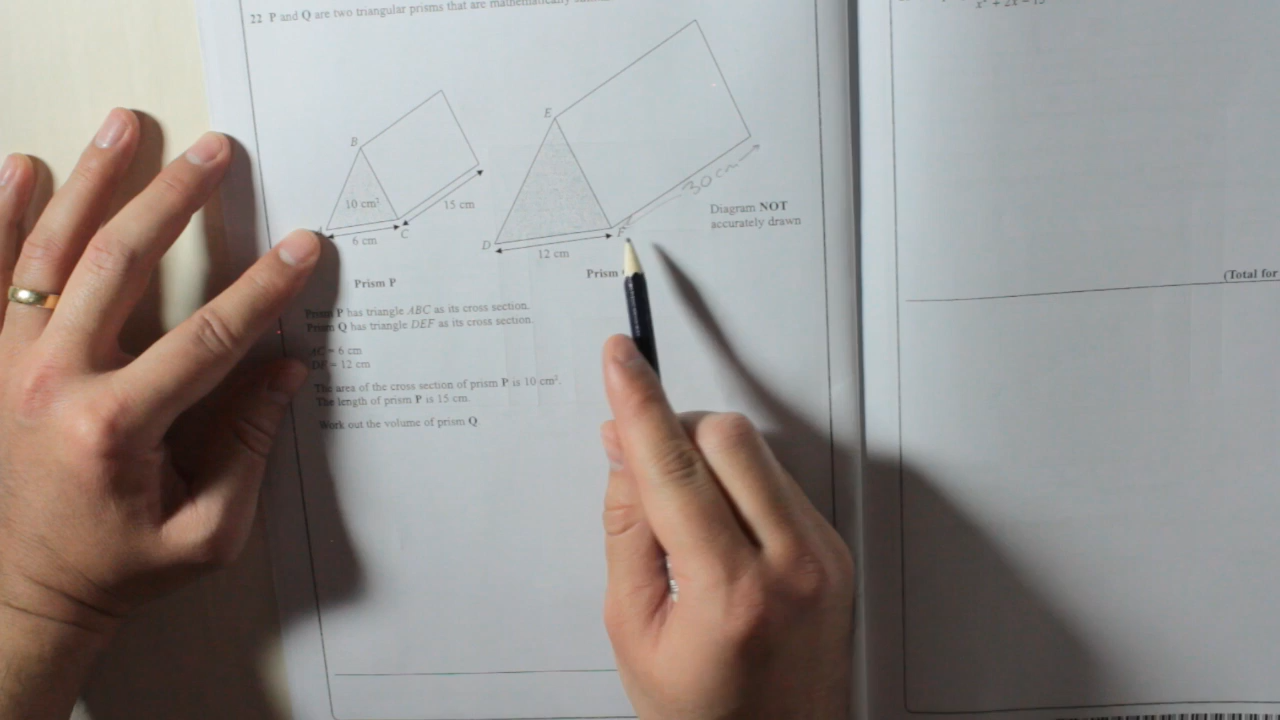 22 P and Q are two triangular prisms that are mathematically
x² + 2x − 15
B
E
10 cm²
15 cm
30 cm
C
6 cm
D
F
12 cm
Diagram NOT
accurately drawn
Prism P
Prism
(Total for
Prism P has triangle ABC as its cross section.
Prism Q has triangle DEF as its cross section.
AC = 6 cm
DF = 12 cm
The area of the cross section of prism P is 10 cm².
The length of prism P is 15 cm.
Work out the volume of prism Q